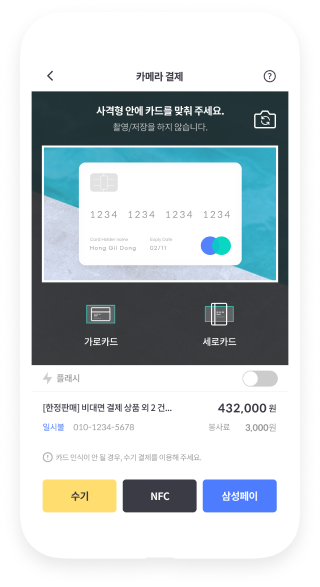 카메라 결제
?
사각형 안에 카드를 맞춰 주세요.
촬영/저장을 하지 않습니다.
1234 1234 1234 1234
Card Holder name Expiry Date
Hong Gil Dong 02/11
가로카드 세로카드
플래시
[한정판매] 비대면 결제 상품 외 2 건... 432,000 원
일시불 010-1234-5678 봉사료 3,000원
카드 인식이 안 될 경우, 수기 결제를 이용해 주세요.
수기 NFC 삼성페이